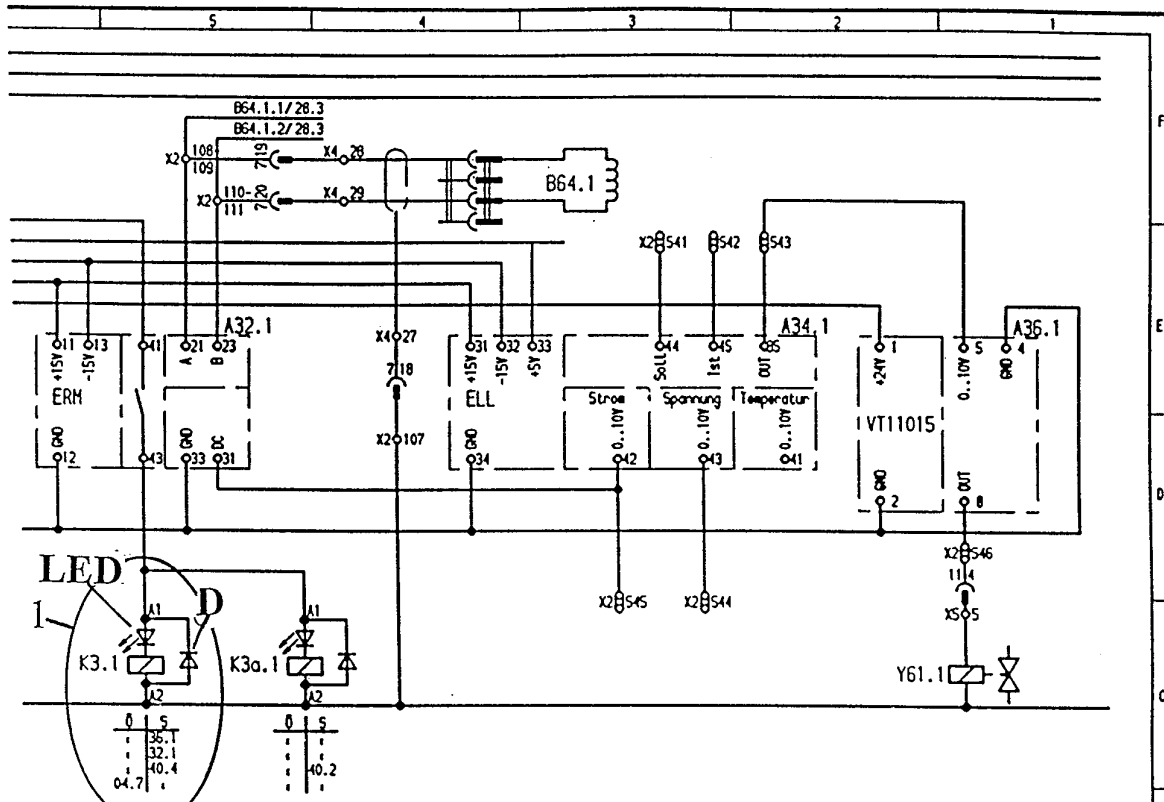 5 4 3 2 1
F
B64.1.1/28.3
B64.1.2/28.3
X2 108 109 7 19 X4 28
B64.1
X2 110 111 7 20 X4 29
X2 S41 S42 S43
A32.1 A34.1 A36.1
E
11 13 41 21 23 X4 27 31 32 33 44 45 85 1 5 4
+15V -15V A B +15V -15V +5V Soll Ist OUT +24V 0..10V GND
7 18
ERM ELL Strom Spannung Temperatur
VT11015
GND GND DC X2 107 GND 0..10V 0..10V 0..10V GND OUT
12 43 33 31 34 42 43 41 2 8
D
X2 S46
11 4
LED
D X2 S45 X2 S44
1 A1 A1 X5 5
K3.1 K3a.1 Y61.1
A2 A2
C
Ö S Ö S
36.1
32.1
40.4 40.2
04.7